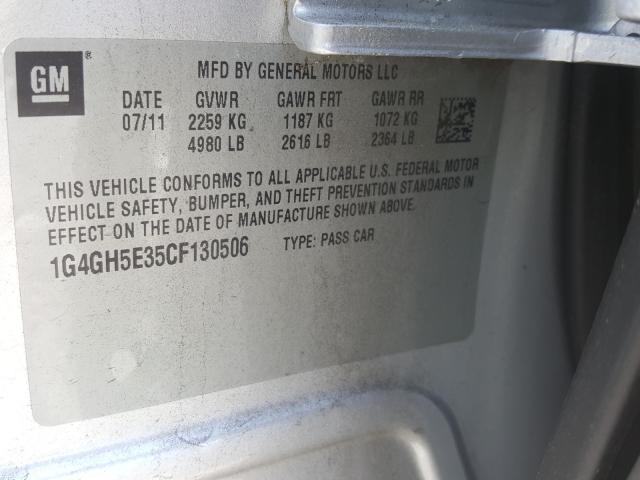 GM®
MFD BY GENERAL MOTORS LLC
DATE GVWR GAWR FRT GAWR RR
07/11 2259 KG 1187 KG 1072 KG
4980 LB 2616 LB 2364 LB
THIS VEHICLE CONFORMS TO ALL APPLICABLE U.S. FEDERAL MOTOR
VEHICLE SAFETY, BUMPER, AND THEFT PREVENTION STANDARDS IN
EFFECT ON THE DATE OF MANUFACTURE SHOWN ABOVE.
1G4GH5E35CF130506 TYPE: PASS CAR